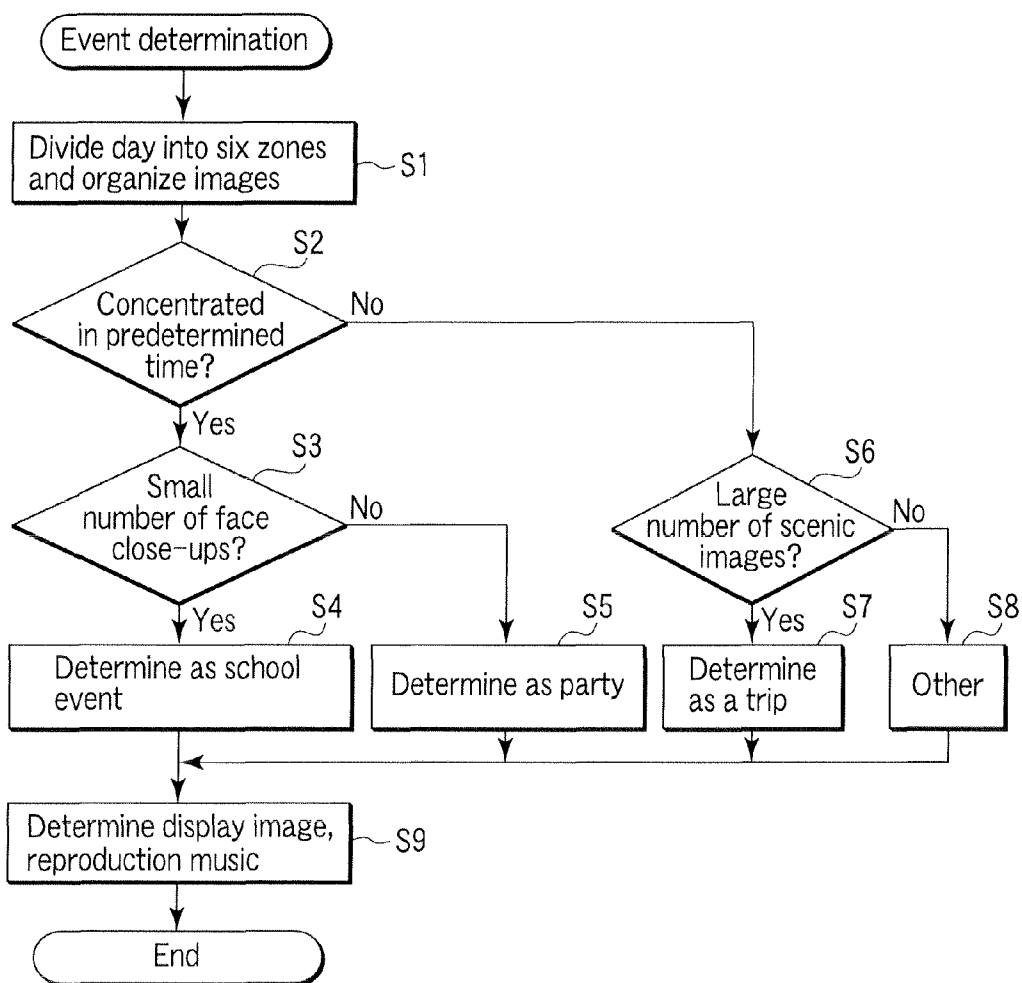 Event determination
Divide day into six zones
and organize images
S1
S2
Concentrated
in predetermined
time?
No
Yes
S3
Small
number of face
close-ups?
No
Yes
S6
Large
number of scenic
images?
No
Yes
S4
Determine as school
event
S5
Determine as party
S7
Determine
as a trip
S8
Other
Determine display image,
reproduction music
S9
End